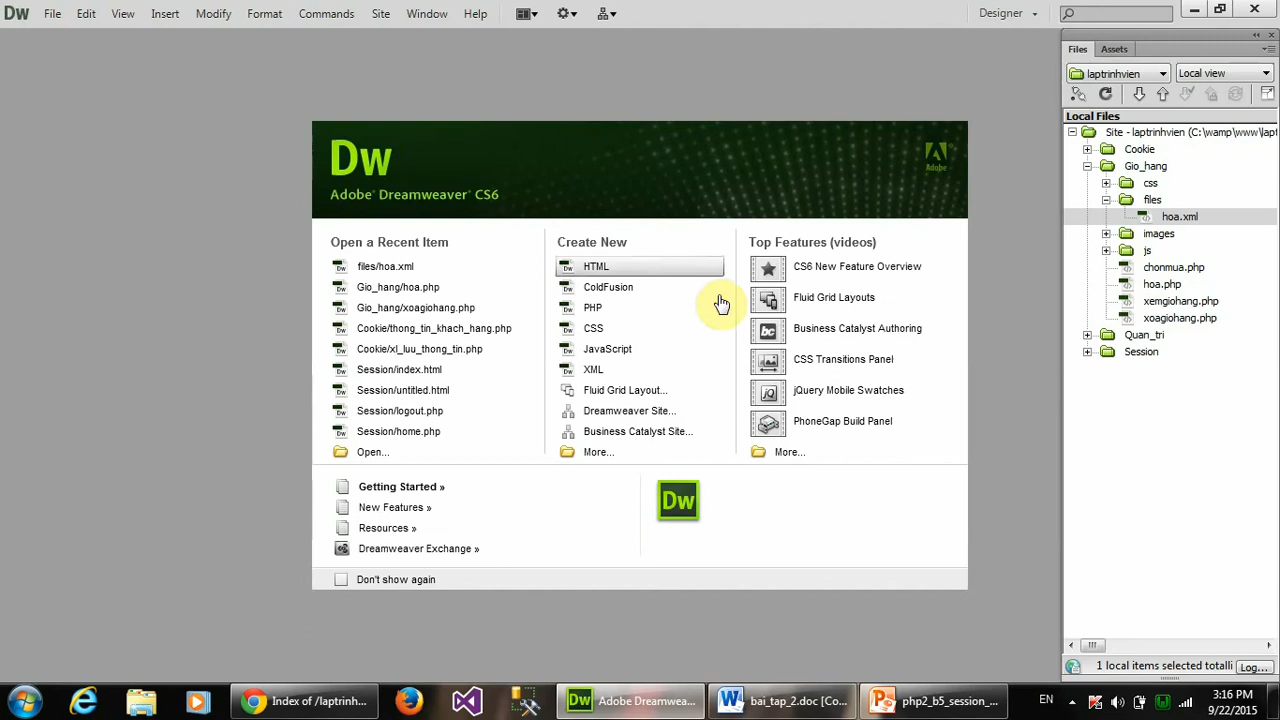 Dw File Edit View Insert Modify Format Commands Site Window Help Designer
Files Assets
laptrinhvien Local view
Local Files
Site - laptrinhvien (C:\wamp\www\lapt
Cookie
Gio_hang
css
files
hoa.xml
images
js
chonmua.php
hoa.php
xemgiohang.php
xoagiohang.php
Quan_tri
Session
1 local items selected totalli Log...
Dw
Adobe
Adobe® Dreamweaver® CS6
Open a Recent Item
files/hoa.xml
Gio_hang/hoa.php
Gio_hang/xoagiohang.php
Cookie/thong_tin_khach_hang.php
Cookie/xl_luu_thong_tin.php
Session/index.html
Session/untitled.html
Session/logout.php
Session/home.php
Open...
Create New
HTML
ColdFusion
PHP
CSS
JavaScript
XML
Fluid Grid Layout...
Dreamweaver Site...
Business Catalyst Site...
More...
Top Features (videos)
CS6 New Feature Overview
Fluid Grid Layouts
bc Business Catalyst Authoring
CSS Transitions Panel
jQ jQuery Mobile Swatches
PhoneGap Build Panel
More...
Getting Started »
New Features »
Resources »
Dreamweaver Exchange »
Dw
Don't show again
Index of /laptrinh...
Dw Adobe Dreamwea...
bai_tap_2.doc [Co...
php2_b5_session_...
EN
3:16 PM
9/22/2015